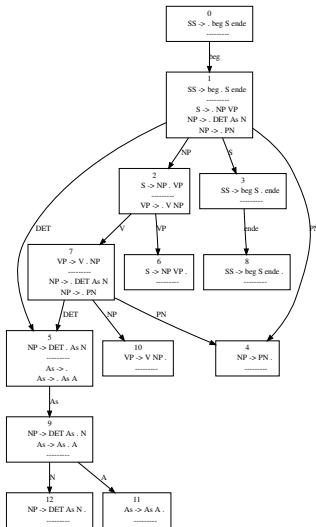 0
SS -> . beg S ende
----------
beg
1
SS -> beg . S ende
----------
S -> . NP VP
NP -> . DET As N
NP -> . PN
NP
S
2
S -> NP . VP
----------
VP -> . V NP
3
SS -> beg S . ende
----------
DET
V
VP
ende
PN
7
VP -> V . NP
----------
NP -> . DET As N
NP -> . PN
6
S -> NP VP .
----------
8
SS -> beg S ende .
----------
DET
NP
PN
5
NP -> DET . As N
----------
As -> .
As -> . As A
10
VP -> V NP .
----------
4
NP -> PN .
----------
As
9
NP -> DET As . N
As -> As . A
----------
N
A
12
NP -> DET As N .
----------
11
As -> As A .
----------